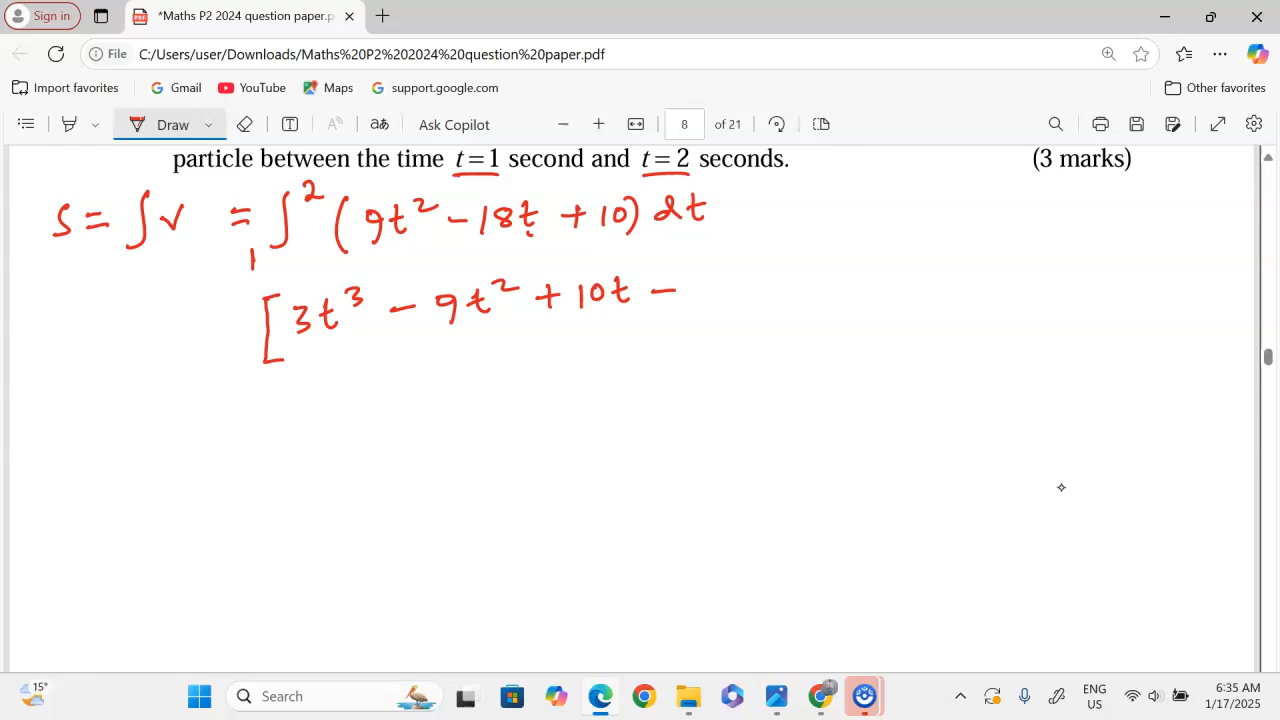 Sign in
*Maths P2 2024 question paper.p
File C:/Users/user/Downloads/Maths%20P2%202024%20question%20paper.pdf
Import favorites Gmail YouTube Maps support.google.com Other favorites
Draw aあ Ask Copilot 8 of 21
particle between the time t = 1 second and t = 2 seconds. (3 marks)
S = ∫v = ∫₁² (9t² - 18t + 10) dt
[3t³ - 9t² + 10t -
15° Search ENG 6:35 AM
US 1/17/2025